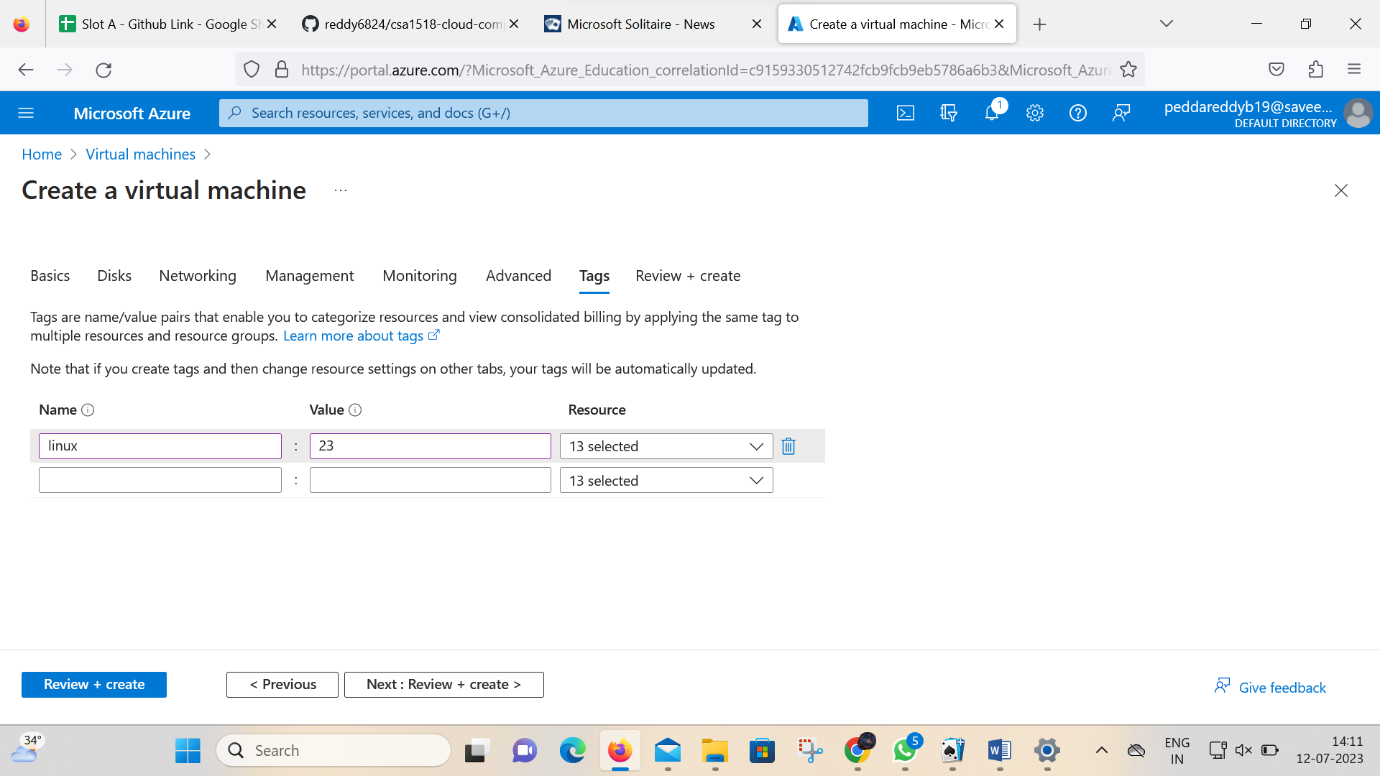 Slot A - Github Link - Google Sh
reddy6824/csa1518-cloud-com
Microsoft Solitaire - News
Create a virtual machine - Micro
https://portal.azure.com/?Microsoft_Azure_Education_correlationId=c9159330512742fcb9fcb9eb5786a6b3&Microsoft_Azure
Microsoft Azure
Search resources, services, and docs (G+/)
1
peddareddyb19@savee...
DEFAULT DIRECTORY
Home > Virtual machines >
Create a virtual machine ...
Basics Disks Networking Management Monitoring Advanced Tags Review + create
Tags are name/value pairs that enable you to categorize resources and view consolidated billing by applying the same tag to
multiple resources and resource groups. Learn more about tags
Note that if you create tags and then change resource settings on other tabs, your tags will be automatically updated.
Name Value Resource
linux : 23 13 selected
: 13 selected
Review + create < Previous Next : Review + create > Give feedback
34°
Search
5
ENG
IN
14:11
12-07-2023